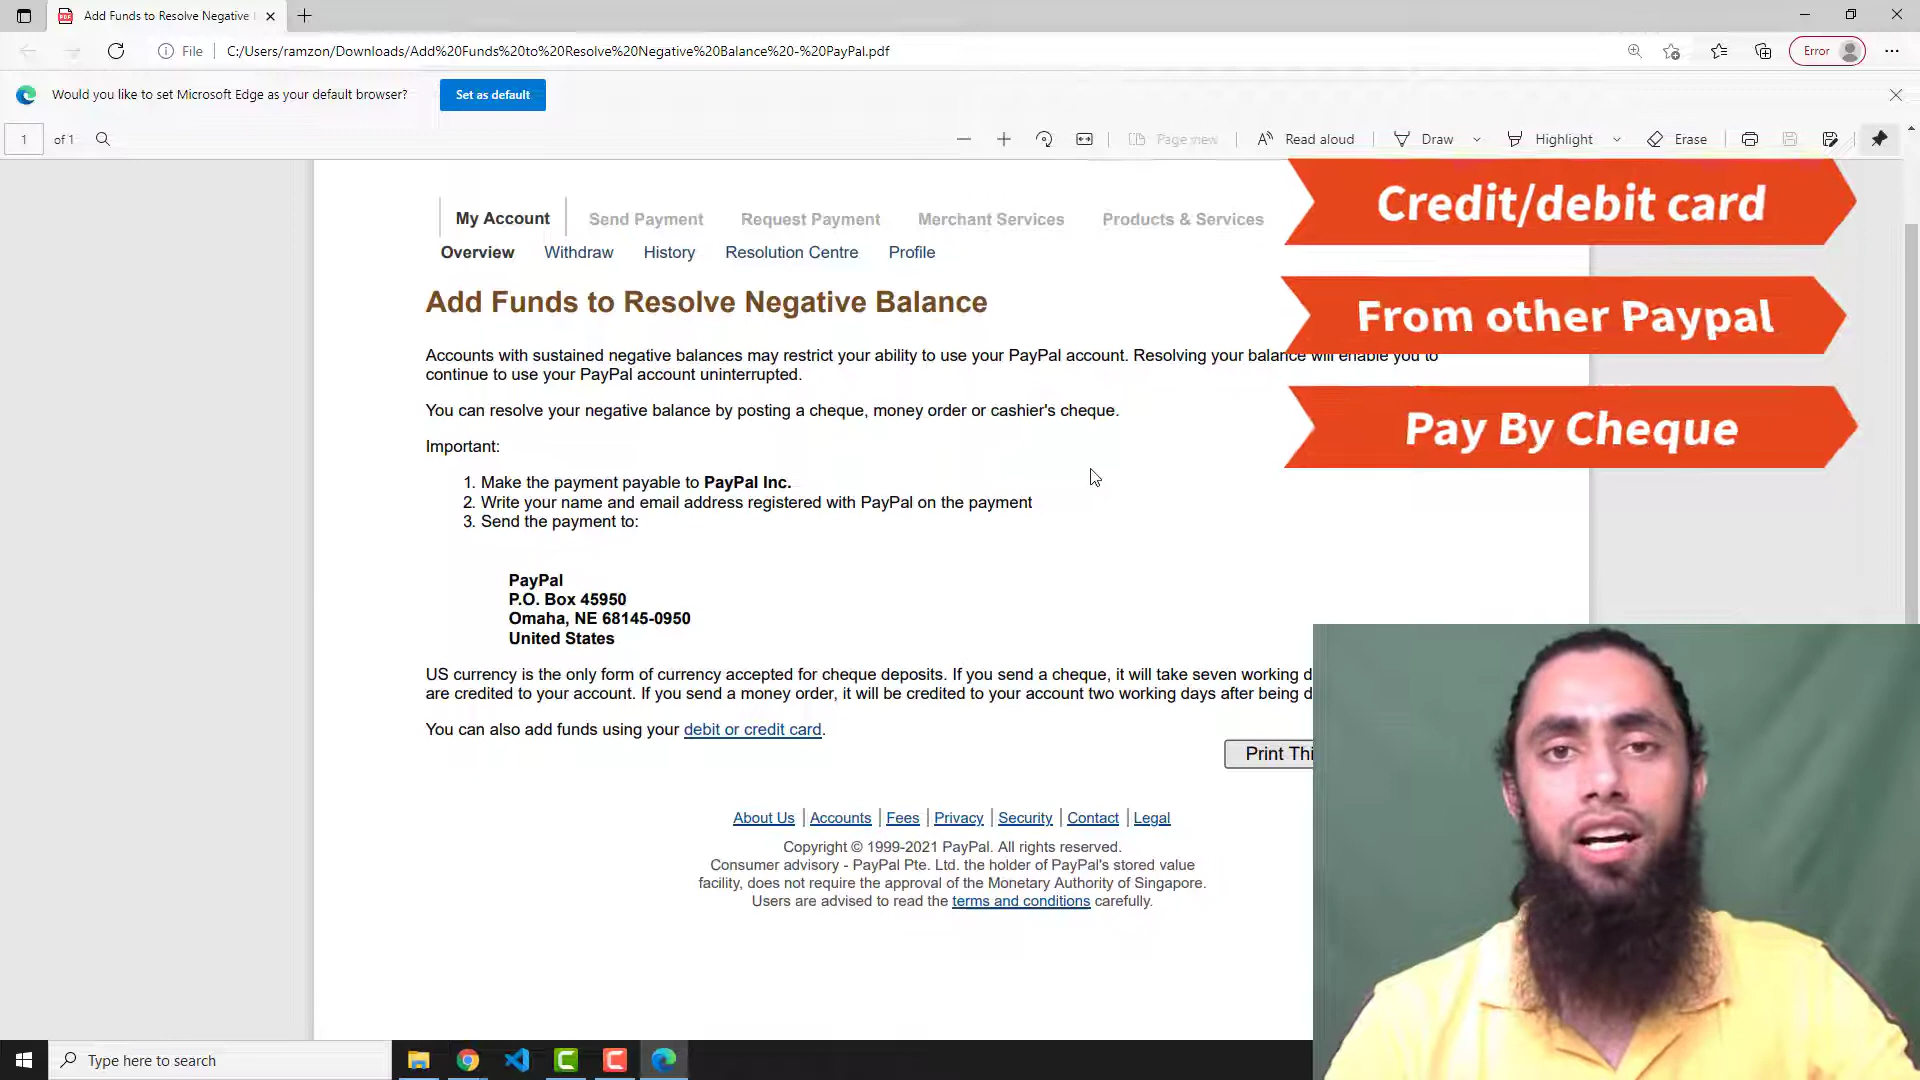 Add Funds to Resolve Negative
File
C:/Users/ramzon/Downloads/Add%20Funds%20to%20Resolve%20Negative%20Balance%20-%20PayPal.pdf
Error
Would you like to set Microsoft Edge as your default browser?
Set as default
1 of 1
Page view
Read aloud
Draw
Highlight
Erase
Credit/debit card
My Account Send Payment Request Payment Merchant Services Products & Services
Overview Withdraw History Resolution Centre Profile
Add Funds to Resolve Negative Balance
From other Paypal
Accounts with sustained negative balances may restrict your ability to use your PayPal account. Resolving your balance will enable you to
continue to use your PayPal account uninterrupted.
You can resolve your negative balance by posting a cheque, money order or cashier's cheque.
Pay By Cheque
Important:
1. Make the payment payable to PayPal Inc.
2. Write your name and email address registered with PayPal on the payment
3. Send the payment to:
PayPal
P.O. Box 45950
Omaha, NE 68145-0950
United States
US currency is the only form of currency accepted for cheque deposits. If you send a cheque, it will take seven working
are credited to your account. If you send a money order, it will be credited to your account two working days after being
You can also add funds using your debit or credit card.
Print
About Us Accounts Fees Privacy Security Contact Legal
Copyright © 1999-2021 PayPal. All rights reserved.
Consumer advisory - PayPal Pte. Ltd. the holder of PayPal's stored value
facility, does not require the approval of the Monetary Authority of Singapore.
Users are advised to read the terms and conditions carefully.
Type here to search